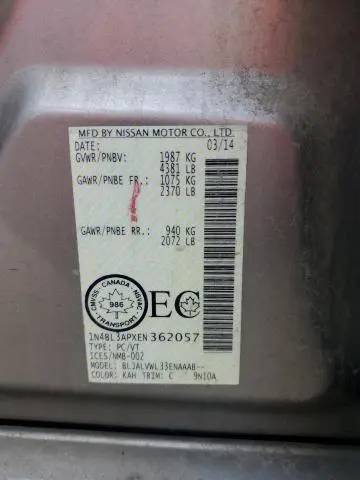 MFD BY NISSAN MOTOR CO., LTD.
DATE: 03/14
GVWR/PNBV: 1987 KG
4381 LB
GAWR/PNBE FR.: 1075 KG
2370 LB
GAWR/PNBE RR.: 940 KG
2072 LB
CMVSS · CANADA · NSVAC
986
TRANSPORT
EC
1N4BL3APXEN362057
TYPE: PC/VT
ICES/NMB-002
MODEL: BLJALVWL33ENAAAB--
COLOR: KAH TRIM: C 9N10A